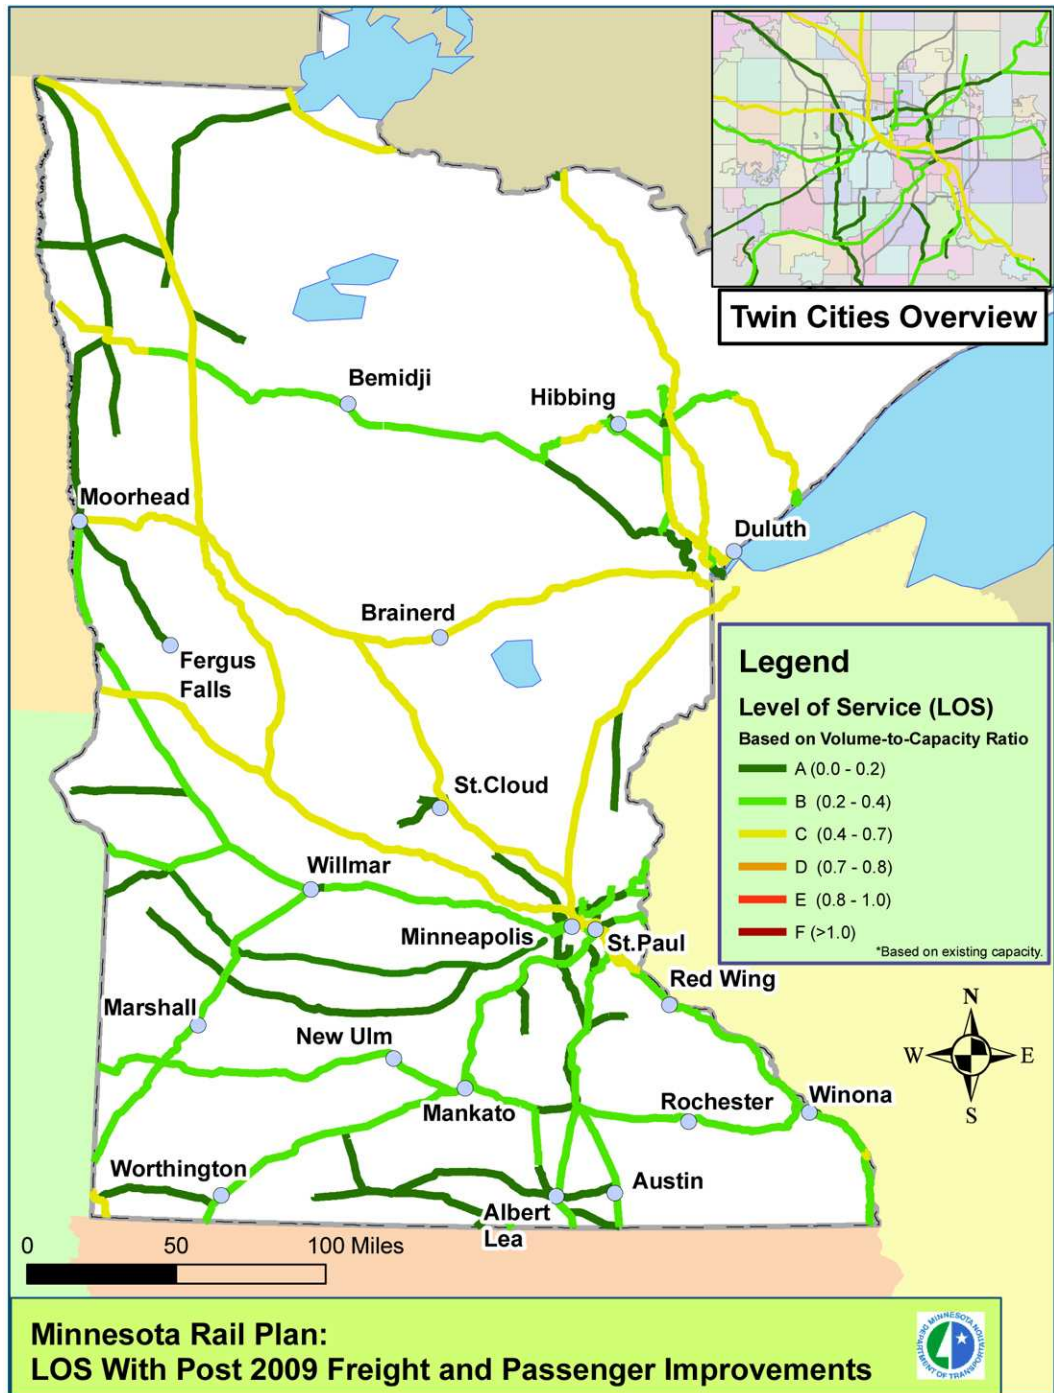 Twin Cities Overview
Bemidji
Hibbing
Moorhead
Duluth
Brainerd
Fergus
Falls
Legend
Level of Service (LOS)
Based on Volume-to-Capacity Ratio
A (0.0 - 0.2)
B (0.2 - 0.4)
C (0.4 - 0.7)
D (0.7 - 0.8)
E (0.8 - 1.0)
F (>1.0)
*Based on existing capacity.
St.Cloud
Willmar
Minneapolis
St.Paul
Red Wing
Marshall
New Ulm
N
W
E
S
Mankato
Rochester
Winona
Worthington
Albert
Lea
Austin
0
50
100 Miles
Minnesota Rail Plan:
LOS With Post 2009 Freight and Passenger Improvements
MINNESOTA
DEPARTMENT OF TRANSPORTATION